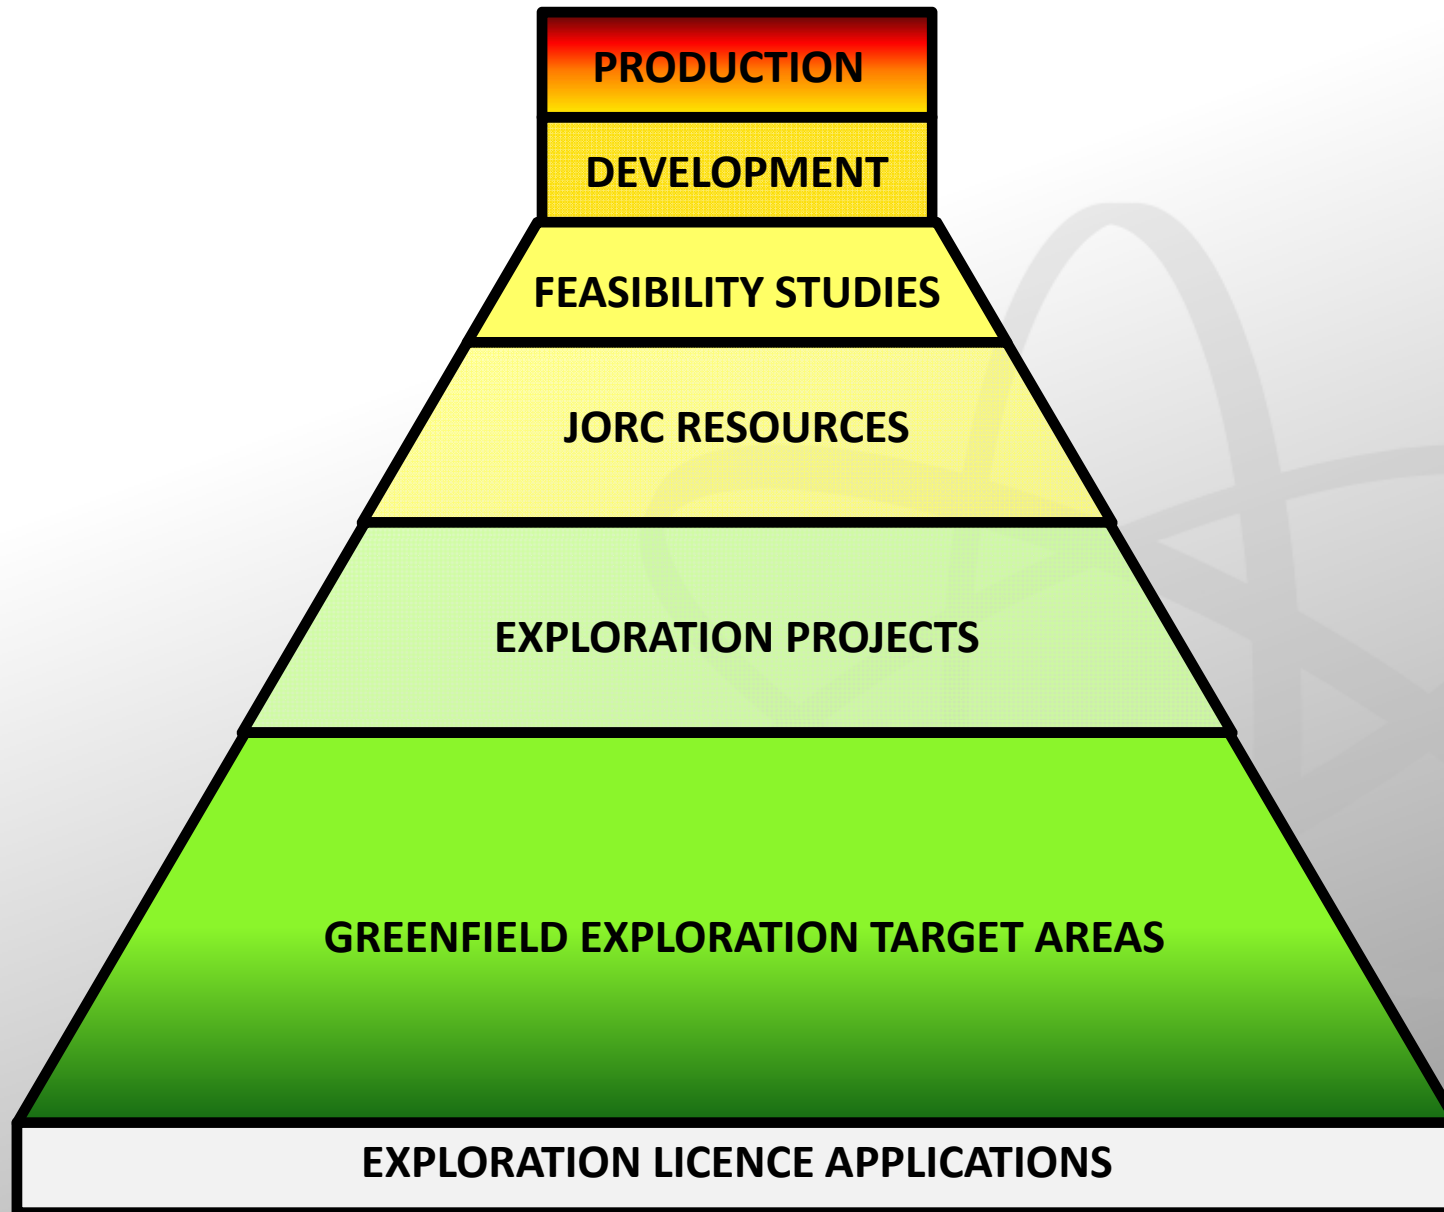 PRODUCTION
DEVELOPMENT
FEASIBILITY STUDIES
JORC RESOURCES
EXPLORATION PROJECTS
GREENFIELD EXPLORATION TARGET AREAS
EXPLORATION LICENCE APPLICATIONS